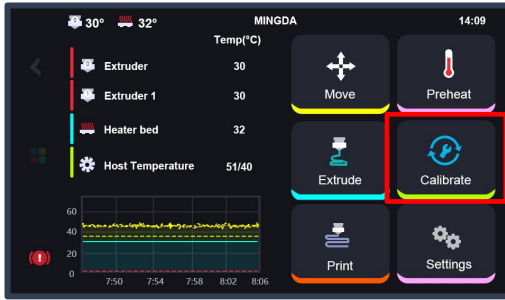 30° 32° MINGDA 14:09
Temp(°C)
Extruder 30
Extruder 1 30
Heater bed 32
Host Temperature 51/40
Move
Preheat
Extrude
Calibrate
Print
Settings
60
40
20
0
7:50 7:54 7:58 8:02 8:06